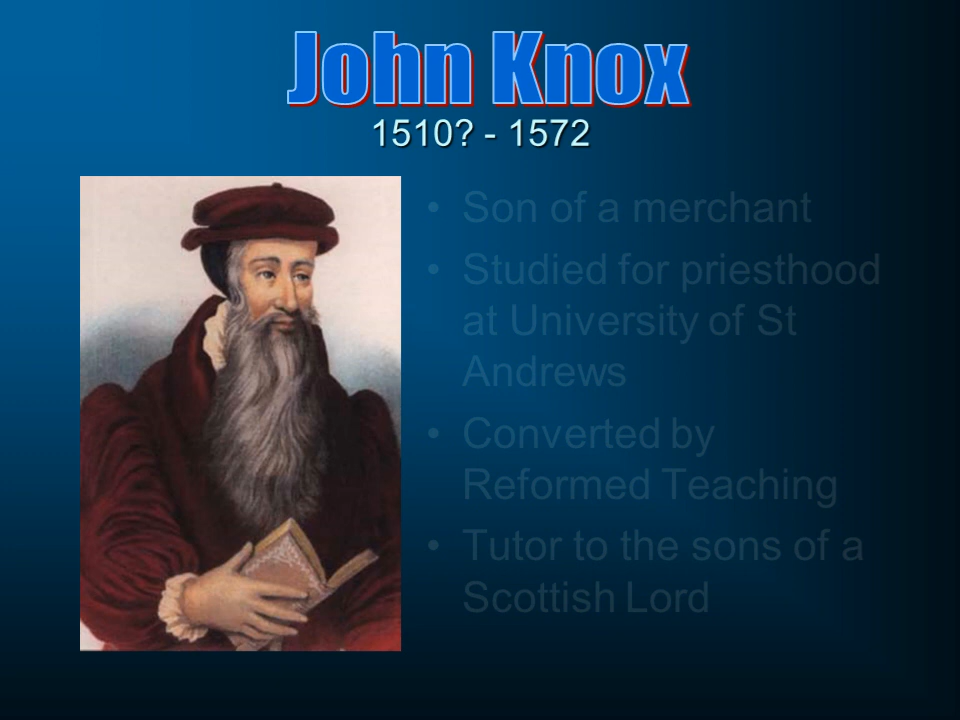 John Knox
1510? - 1572
• Son of a merchant
• Studied for priesthood
at University of St
Andrews
• Converted by
Reformed Teaching
• Tutor to the sons of a
Scottish Lord